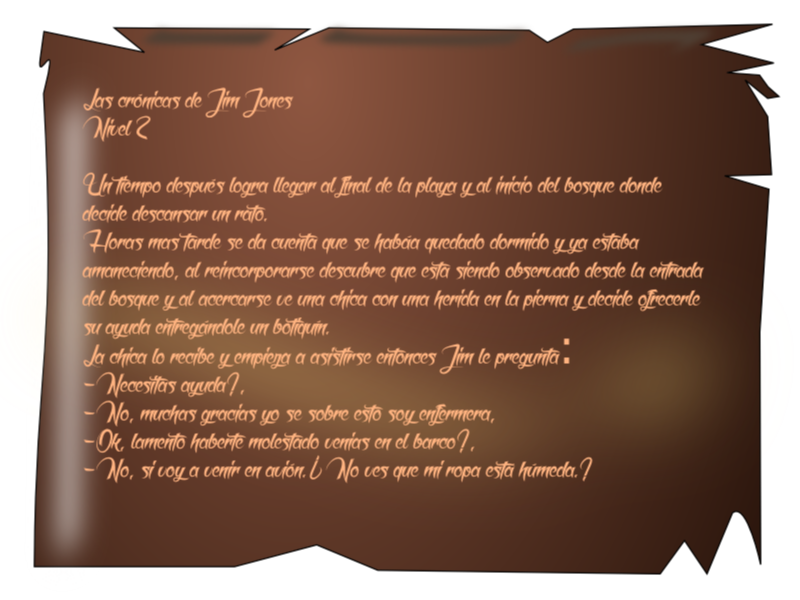 Las crónicas de Jim Jones
Nivel 2
Un tiempo después logra llegar al final de la playa y al inicio del bosque donde
decide descansar un rato.
Horas mas tarde se da cuenta que se habáa quedado dormido y ya estaba
amaneciendo, al reincorporarse descubre que está siendo observado desde la entrada
del bosque y al acercarse ve una chica con una herida en la pierna y decide ofrecerle
su ayuda entregándole un botiquín.
La chica lo recibe y empieza a asistirse entonces Jim le pregunta:
-Necesitas ayuda?,
-No, muchas gracias yo se sobre esto soy enfermera,
-Ok, lamento haberte molestado venias en el barco?,
-No, si voy a venir en avión.¿ No ves que mi ropa está húmeda.?